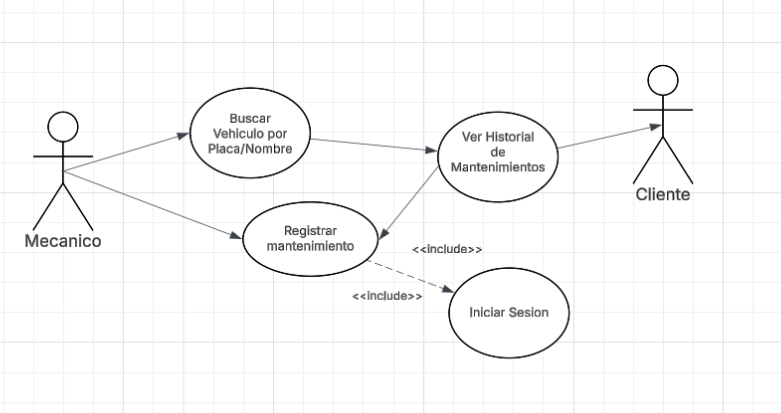 Buscar
Vehiculo por
Placa/Nombre
Ver Historial
de
Mantenimientos
Cliente
Mecanico
Registrar
mantenimiento
<<include>>
<<include>>
Iniciar Sesion